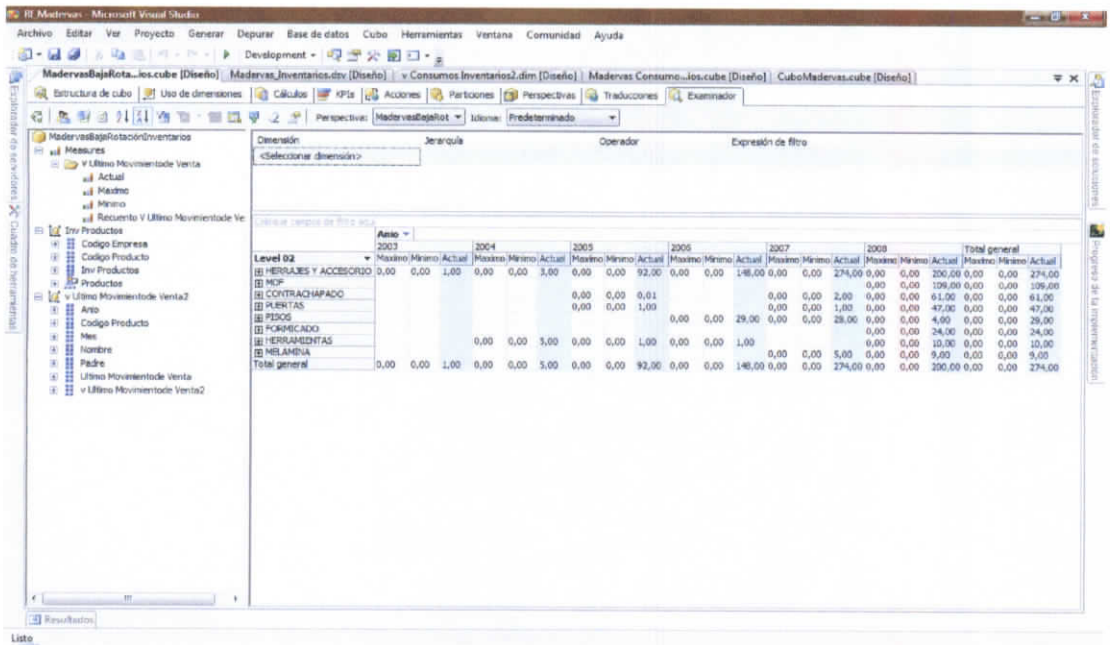 BI_Madervas - Microsoft Visual Studio
Archivo Editar Ver Proyecto Generar Depurar Base de datos Cubo Herramientas Ventana Comunidad Ayuda
Development
MadervasBajaRota...ios.cube [Diseño] Madervas_Inventarios.dsv [Diseño] v Consumos Inventarios2.dim [Diseño] Madervas Consumo...ios.cube [Diseño] CuboMadervas.cube [Diseño]
Estructura de cubo Uso de dimensiones Cálculos KPIs Acciones Particiones Perspectivas Traducciones Examinador
Perspectiva: MadervasBajaRot Idioma: Predeterminado
MadervasBajaRotaciónInventarios
Measures
V Ultimo Movimientode Venta
Actual
Maximo
Minimo
Recuento V Ultimo Movimientode Ve
Inv Productos
Codigo Empresa
Codigo Producto
Inv Productos
Productos
v Ultimo Movimientode Venta2
Anio
Codigo Producto
Mes
Nombre
Padre
Ultimo Movimientode Venta
v Ultimo Movimientode Venta2
Dimensión Jerarquía Operador Expresión de filtro
<Seleccionar dimensión>
Coloque campos de filtro aquí
Anio
2003 2004 2005 2006 2007 2008 Total general
Level 02 Maximo Minimo Actual Maximo Minimo Actual Maximo Minimo Actual Maximo Minimo Actual Maximo Minimo Actual Maximo Minimo Actual Maximo Minimo Actual
HERRAJES Y ACCESORIO 0,00 0,00 1,00 0,00 0,00 3,00 0,00 0,00 92,00 0,00 0,00 148,00 0,00 0,00 274,00 0,00 0,00 200,00 0,00 0,00 274,00
MDF 0,00 0,00 109,00 0,00 0,00 109,00
CONTRACHAPADO 0,00 0,00 0,01 0,00 0,00 2,00 0,00 0,00 61,00 0,00 0,00 61,00
PUERTAS 0,00 0,00 1,00 0,00 0,00 1,00 0,00 0,00 47,00 0,00 0,00 47,00
PISOS 0,00 0,00 29,00 0,00 0,00 28,00 0,00 0,00 4,00 0,00 0,00 29,00
FORMICADO 0,00 0,00 24,00 0,00 0,00 24,00
HERRAMIENTAS 0,00 0,00 5,00 0,00 0,00 1,00 0,00 0,00 1,00 0,00 0,00 10,00 0,00 0,00 10,00
MELAMINA 0,00 0,00 5,00 0,00 0,00 9,00 0,00 0,00 9,00
Total general 0,00 0,00 1,00 0,00 0,00 5,00 0,00 0,00 92,00 0,00 0,00 148,00 0,00 0,00 274,00 0,00 0,00 200,00 0,00 0,00 274,00
Explorador de servidores
Cuadro de herramientas
Explorador de soluciones
Progreso de la implementación
Resultados
Listo